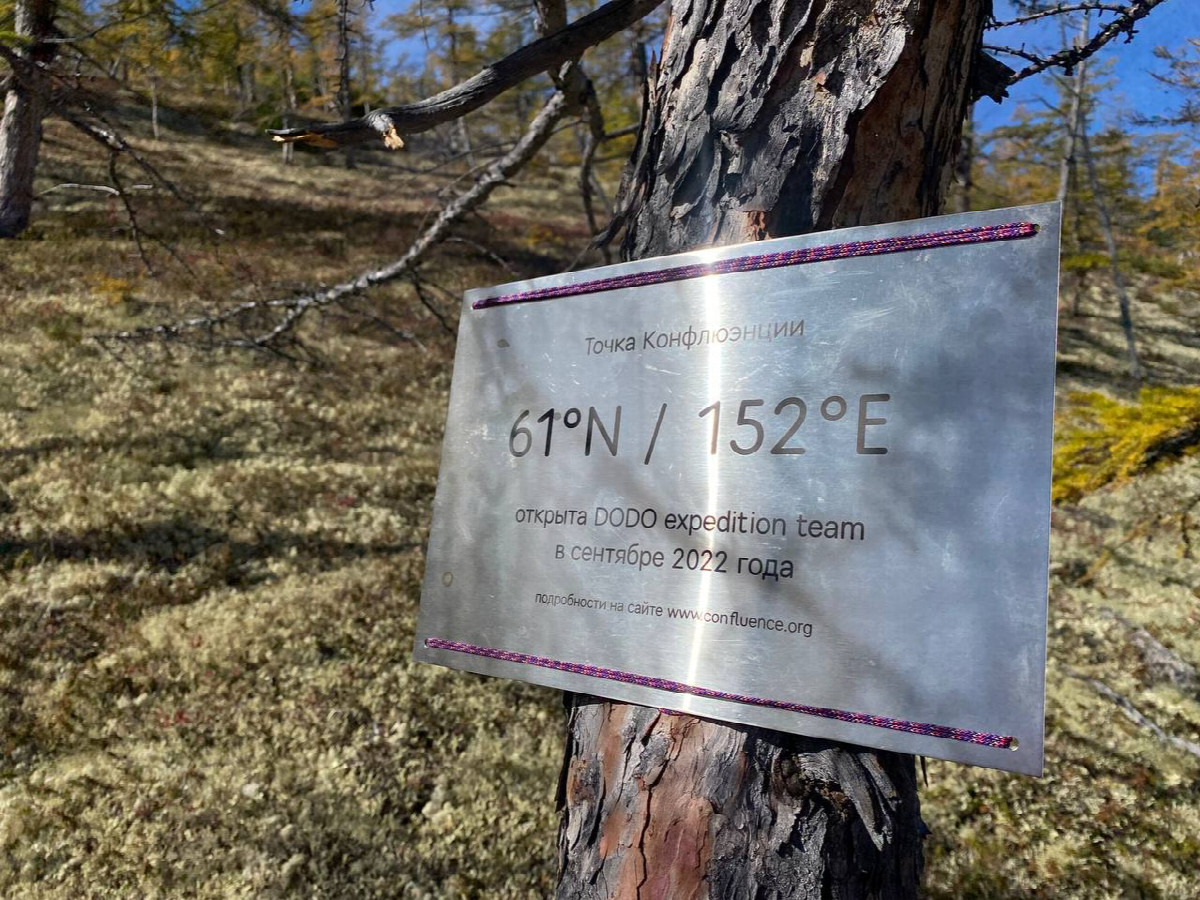 Точка Конфлюэнции
61°N / 152°E
открыта DODO expedition team
в сентябре 2022 года
подробности на сайте www.confluence.org